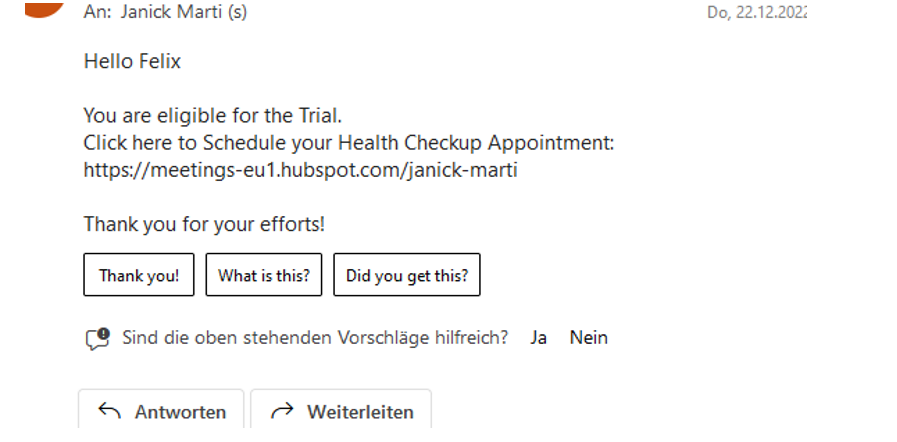 An: Janick Marti (s)
Do, 22.12.2022
Hello Felix
You are eligible for the Trial.
Click here to Schedule your Health Checkup Appointment:
https://meetings-eu1.hubspot.com/janick-marti
Thank you for your efforts!
Thank you! What is this? Did you get this?
Sind die oben stehenden Vorschläge hilfreich? Ja Nein
Antworten Weiterleiten